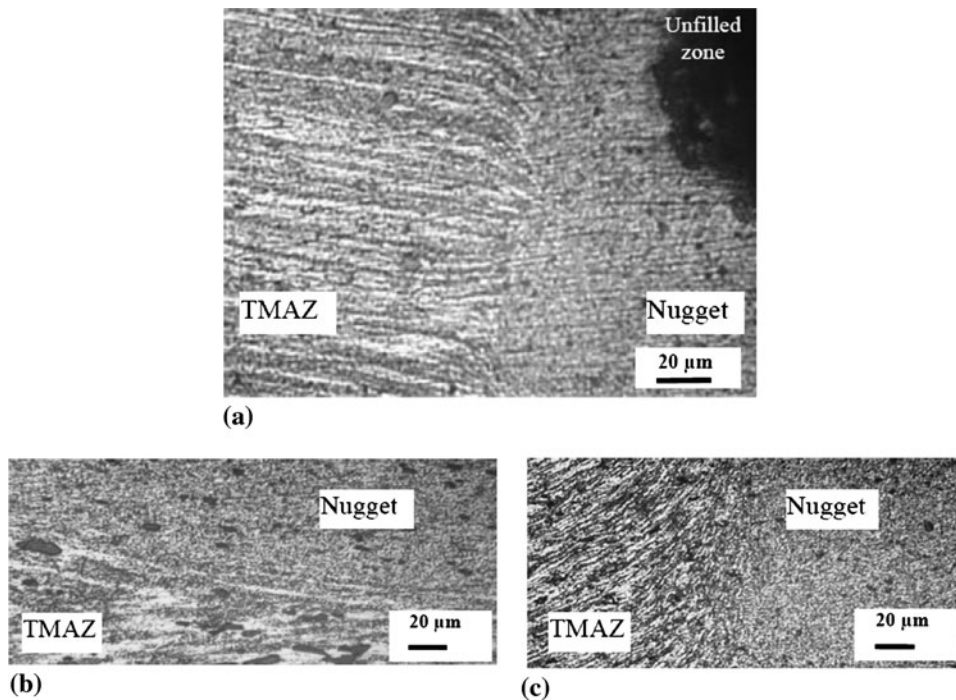 Unfilled
zone
TMAZ
Nugget
20 µm
(a)
Nugget
TMAZ
20 µm
(b)
Nugget
TMAZ
20 µm
(c)